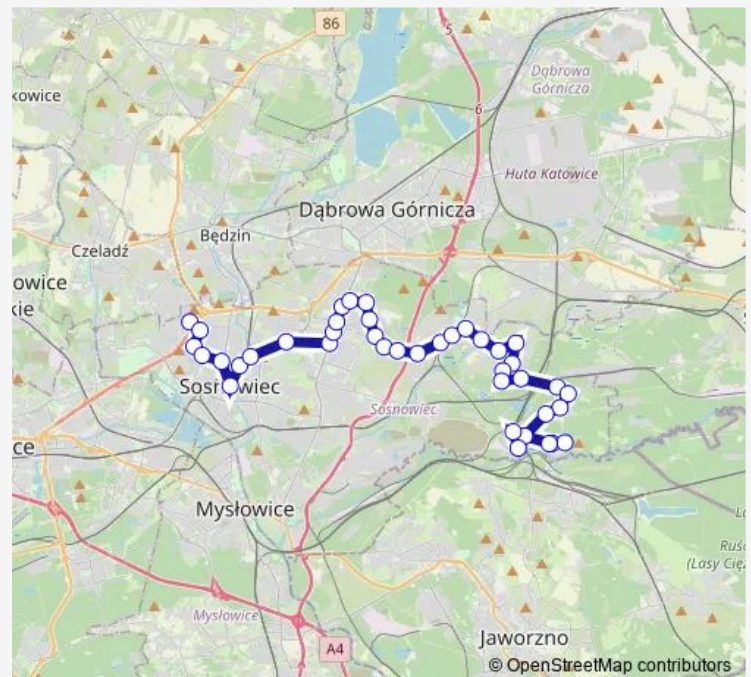 86
5
kowice
Dąbrowa
Górnicza
6
Huta Katowice
Dąbrowa Górnicza
Będzin
Czeladź
owice
kie
Sosnowiec
Sosnowiec
ce
Mysłowice
Ruś
(Lasy Cię
Mysłowice
Jaworzno
A4
© OpenStreetMap contributors